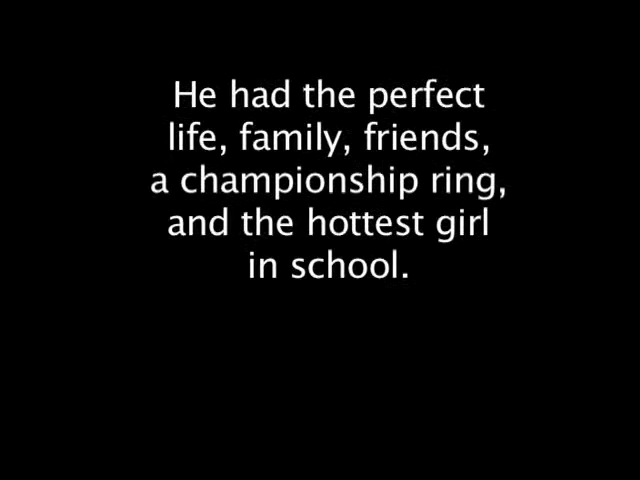 He had the perfect
life, family, friends,
a championship ring,
and the hottest girl
in school.